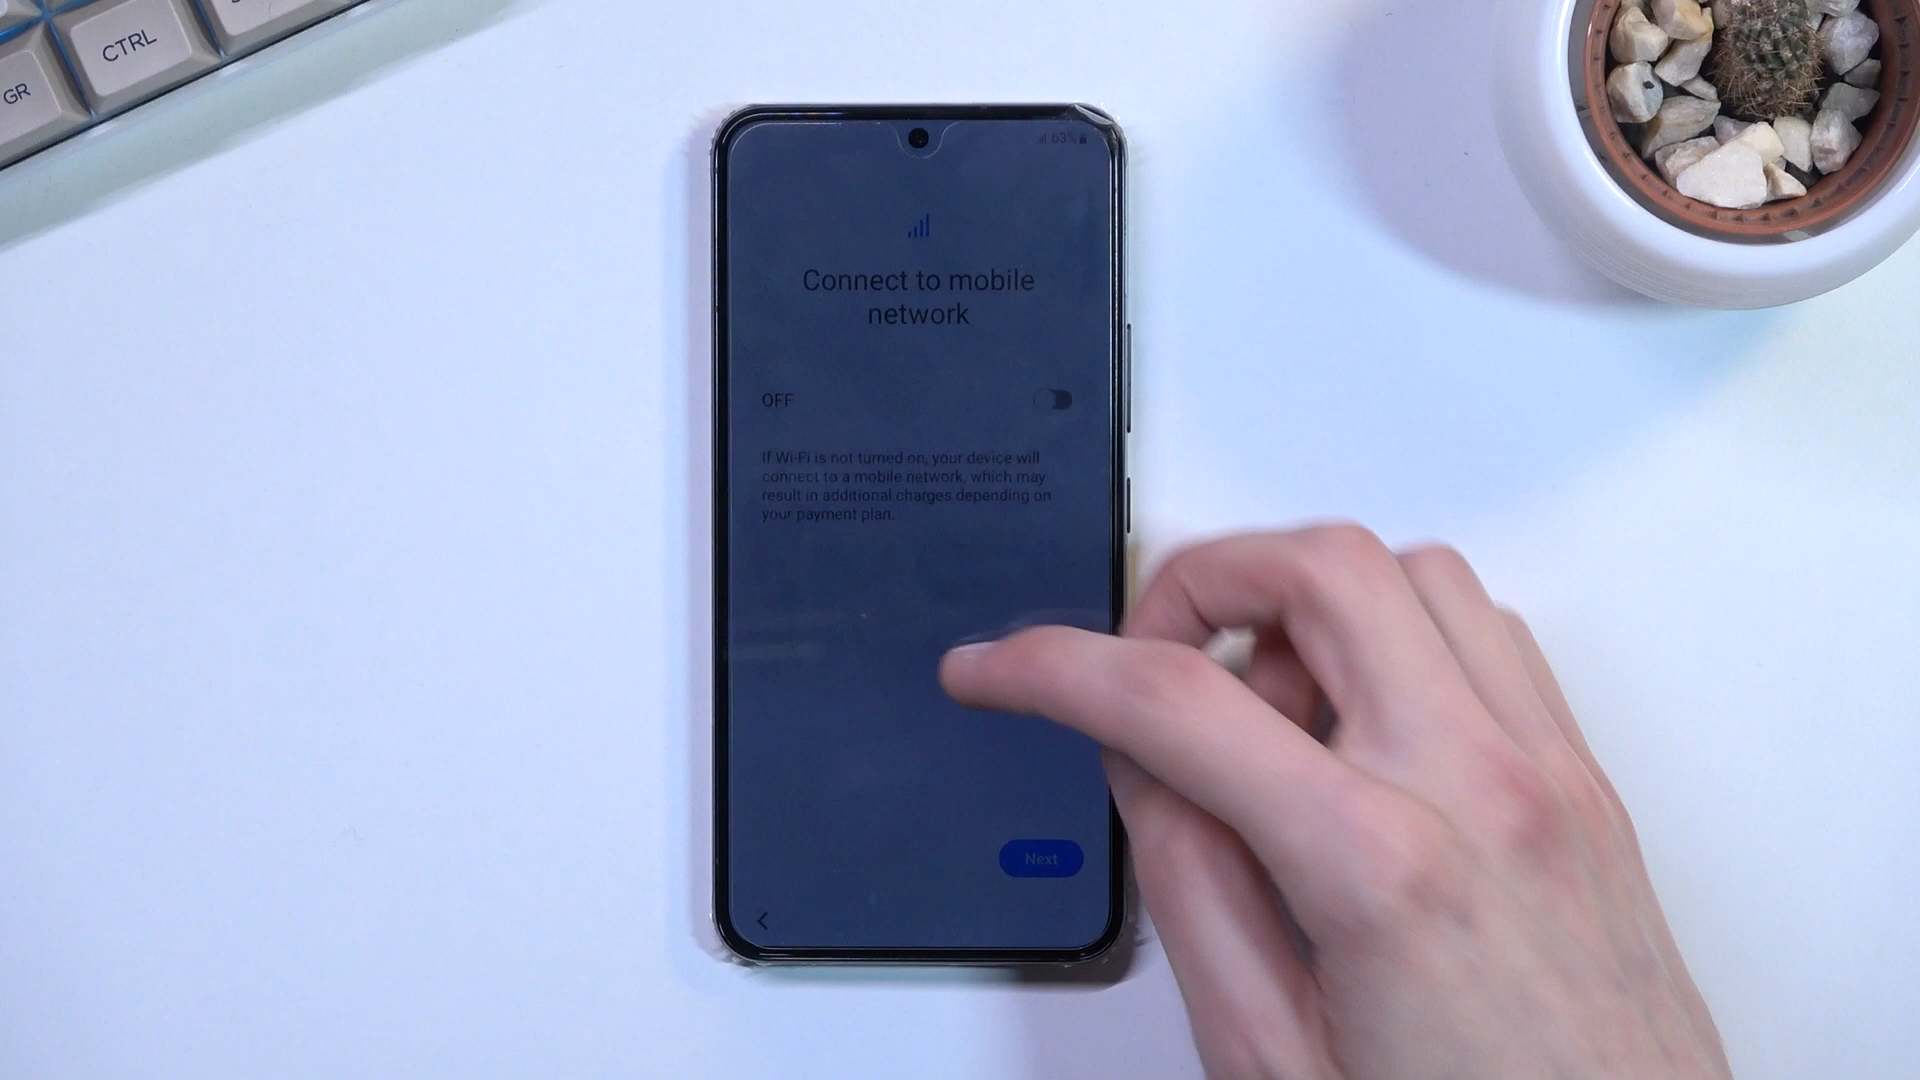 CTRL
GR
63%
Connect to mobile
network
OFF
If Wi-Fi is not turned on, your device will
connect to a mobile network, which may
result in additional charges depending on
your payment plan.
Next